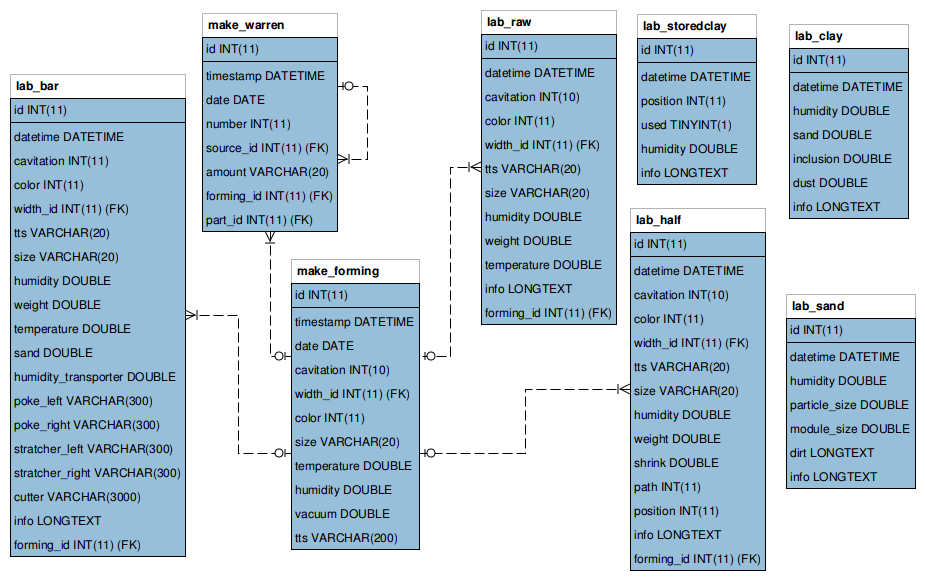 lab_bar
id INT(11)
datetime DATETIME
cavitation INT(11)
color INT(11)
width_id INT(11) (FK)
tts VARCHAR(20)
size VARCHAR(20)
humidity DOUBLE
weight DOUBLE
temperature DOUBLE
sand DOUBLE
humidity_transporter DOUBLE
poke_left VARCHAR(300)
poke_right VARCHAR(300)
stratcher_left VARCHAR(300)
stratcher_right VARCHAR(300)
cutter VARCHAR(3000)
info LONGTEXT
forming_id INT(11) (FK)
make_warren
id INT(11)
timestamp DATETIME
date DATE
number INT(11)
source_id INT(11) (FK)
amount VARCHAR(20)
forming_id INT(11) (FK)
part_id INT(11) (FK)
make_forming
id INT(11)
timestamp DATETIME
date DATE
cavitation INT(10)
width_id INT(11) (FK)
color INT(11)
size VARCHAR(20)
temperature DOUBLE
humidity DOUBLE
vacuum DOUBLE
tts VARCHAR(200)
lab_raw
id INT(11)
datetime DATETIME
cavitation INT(10)
color INT(11)
width_id INT(11) (FK)
tts VARCHAR(20)
size VARCHAR(20)
humidity DOUBLE
weight DOUBLE
temperature DOUBLE
info LONGTEXT
forming_id INT(11) (FK)
lab_storedclay
id INT(11)
datetime DATETIME
position INT(11)
used TINYINT(1)
humidity DOUBLE
info LONGTEXT
lab_half
id INT(11)
datetime DATETIME
cavitation INT(10)
color INT(11)
width_id INT(11) (FK)
tts VARCHAR(20)
size VARCHAR(20)
humidity DOUBLE
weight DOUBLE
shrink DOUBLE
path INT(11)
position INT(11)
info LONGTEXT
forming_id INT(11) (FK)
lab_clay
id INT(11)
datetime DATETIME
humidity DOUBLE
sand DOUBLE
inclusion DOUBLE
dust DOUBLE
info LONGTEXT
lab_sand
id INT(11)
datetime DATETIME
humidity DOUBLE
particle_size DOUBLE
module_size DOUBLE
dirt LONGTEXT
info LONGTEXT